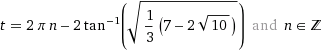 t = 2 π n − 2 tan⁻¹(√(1/3 (7 − 2 √10))) and n ∈ ℤ